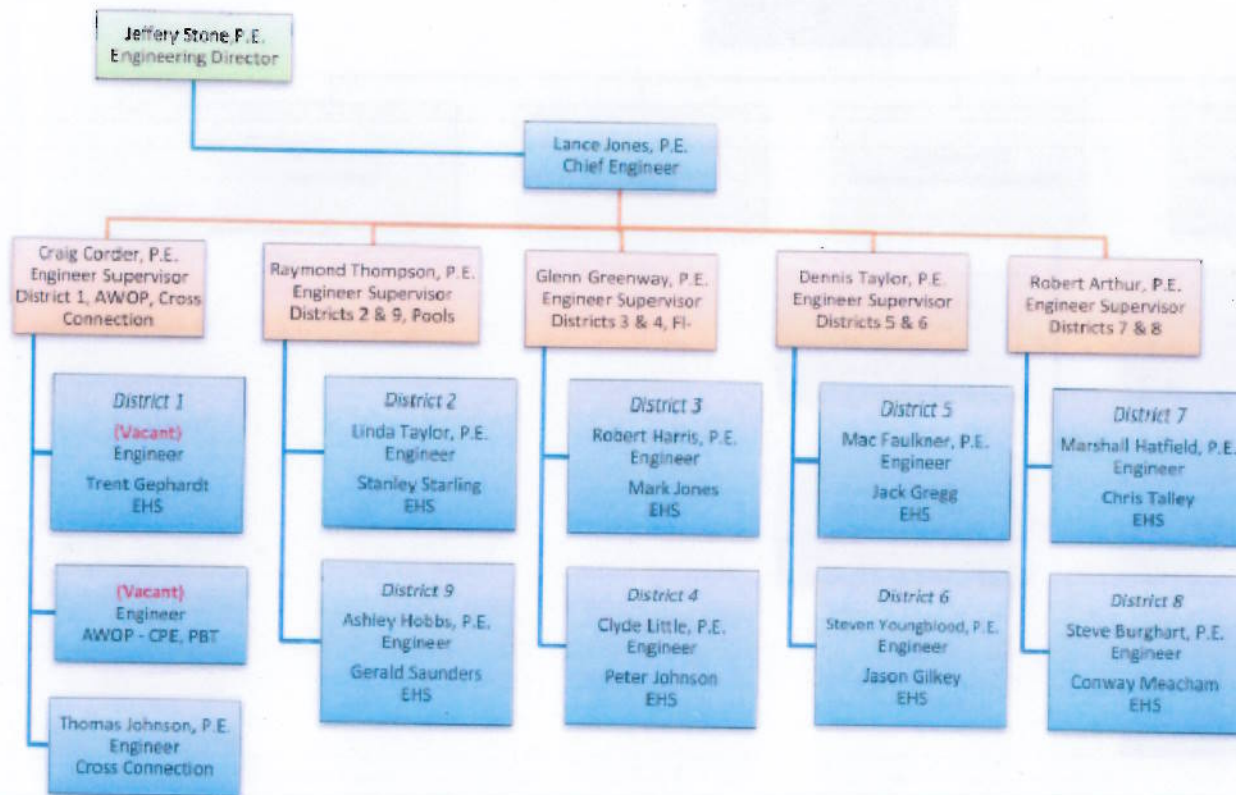 Jeffery Stone,P.E.
Engineering Director
Lance Jones, P.E.
Chief Engineer
Craig Corder, P.E.
Engineer Supervisor
District 1, AWOP, Cross
Connection
Raymond Thompson, P.E.
Engineer Supervisor
Districts 2 & 9, Pools
Glenn Greenway, P.E.
Engineer Supervisor
Districts 3 & 4, Fl-
Dennis Taylor, P.E.
Engineer Supervisor
Districts 5 & 6
Robert Arthur, P.E.
Engineer Supervisor
Districts 7 & 8
District 1
(Vacant)
Engineer
Trent Gephardt
EHS
(Vacant)
Engineer
AWOP - CPE, PBT
Thomas Johnson, P.E.
Engineer
Cross Connection
District 2
Linda Taylor, P.E.
Engineer
Stanley Starling
EHS
District 9
Ashley Hobbs, P.E.
Engineer
Gerald Saunders
EHS
District 3
Robert Harris, P.E.
Engineer
Mark Jones
EHS
District 4
Clyde Little, P.E.
Engineer
Peter Johnson
EHS
District 5
Mac Faulkner, P.E.
Engineer
Jack Gregg
EHS
District 6
Steven Youngblood, P.E.
Engineer
Jason Gilkey
EHS
District 7
Marshall Hatfield, P.E.
Engineer
Chris Talley
EHS
District 8
Steve Burghart, P.E.
Engineer
Conway Meacham
EHS